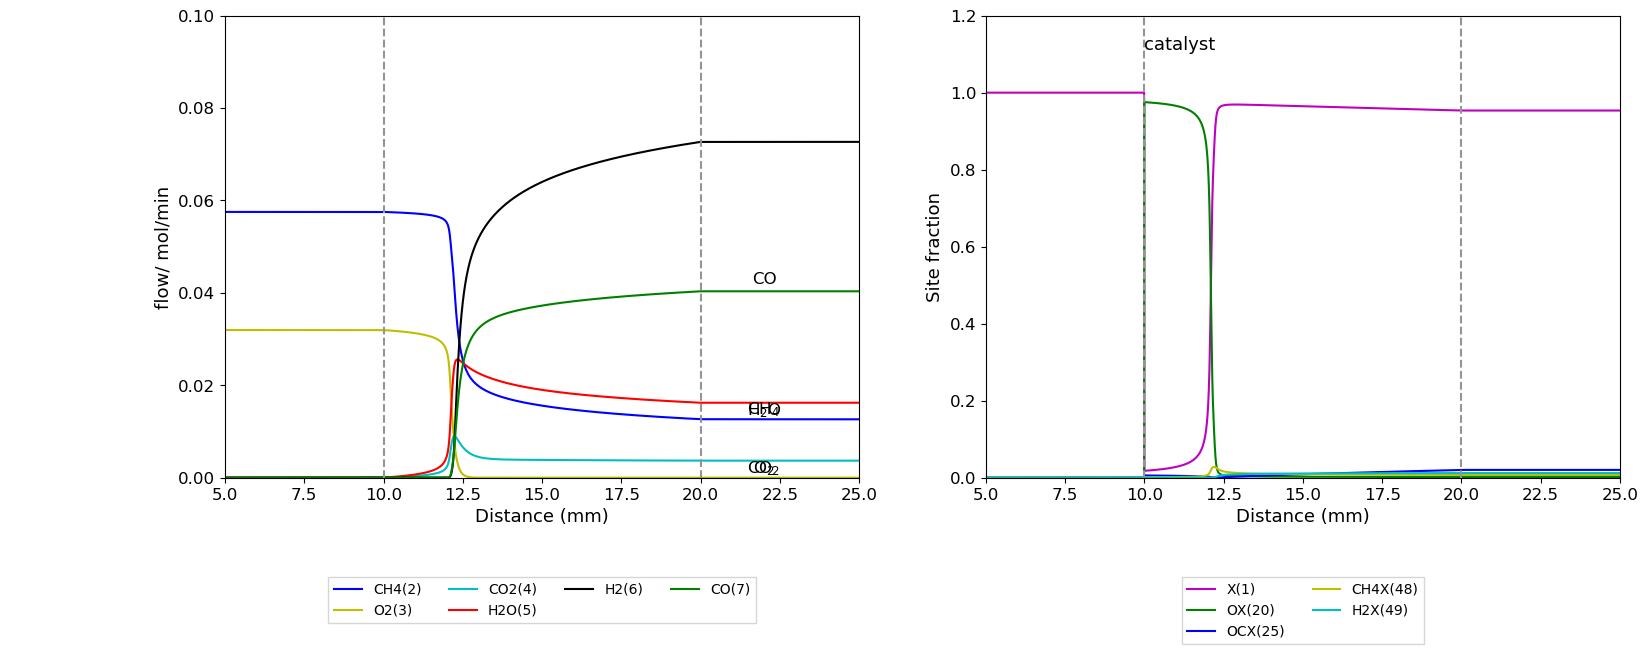 0.10
0.08
0.06
0.04
0.02
0.00
flow/ mol/min
5.0 7.5 10.0 12.5 15.0 17.5 20.0 22.5 25.0
Distance (mm)
CO
CH4(2) CO2(4) H2(6) CO(7)
O2(3) H2O(5)
1.2
1.0
0.8
0.6
0.4
0.2
0.0
Site fraction
catalyst
5.0 7.5 10.0 12.5 15.0 17.5 20.0 22.5 25.0
Distance (mm)
X(1) CH4X(48)
OX(20) H2X(49)
OCX(25)